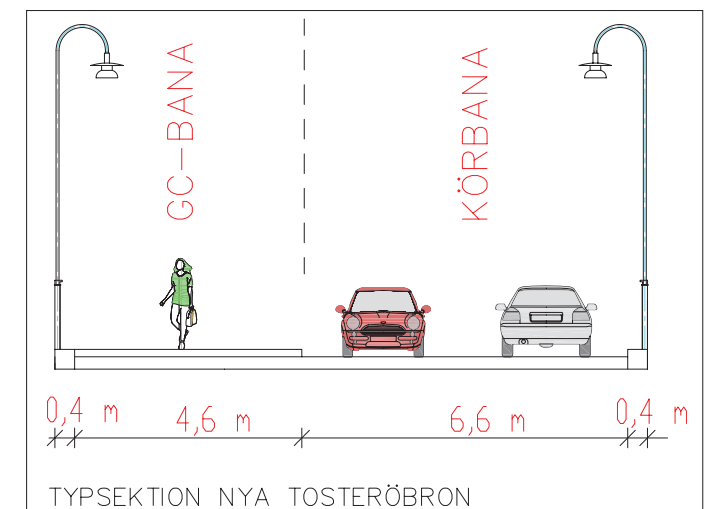 GC-BANA
KÖRBANA
0,4 m
4,6 m
6,6 m
0,4 m
TYPSEKTION NYA TOSTERÖBRON